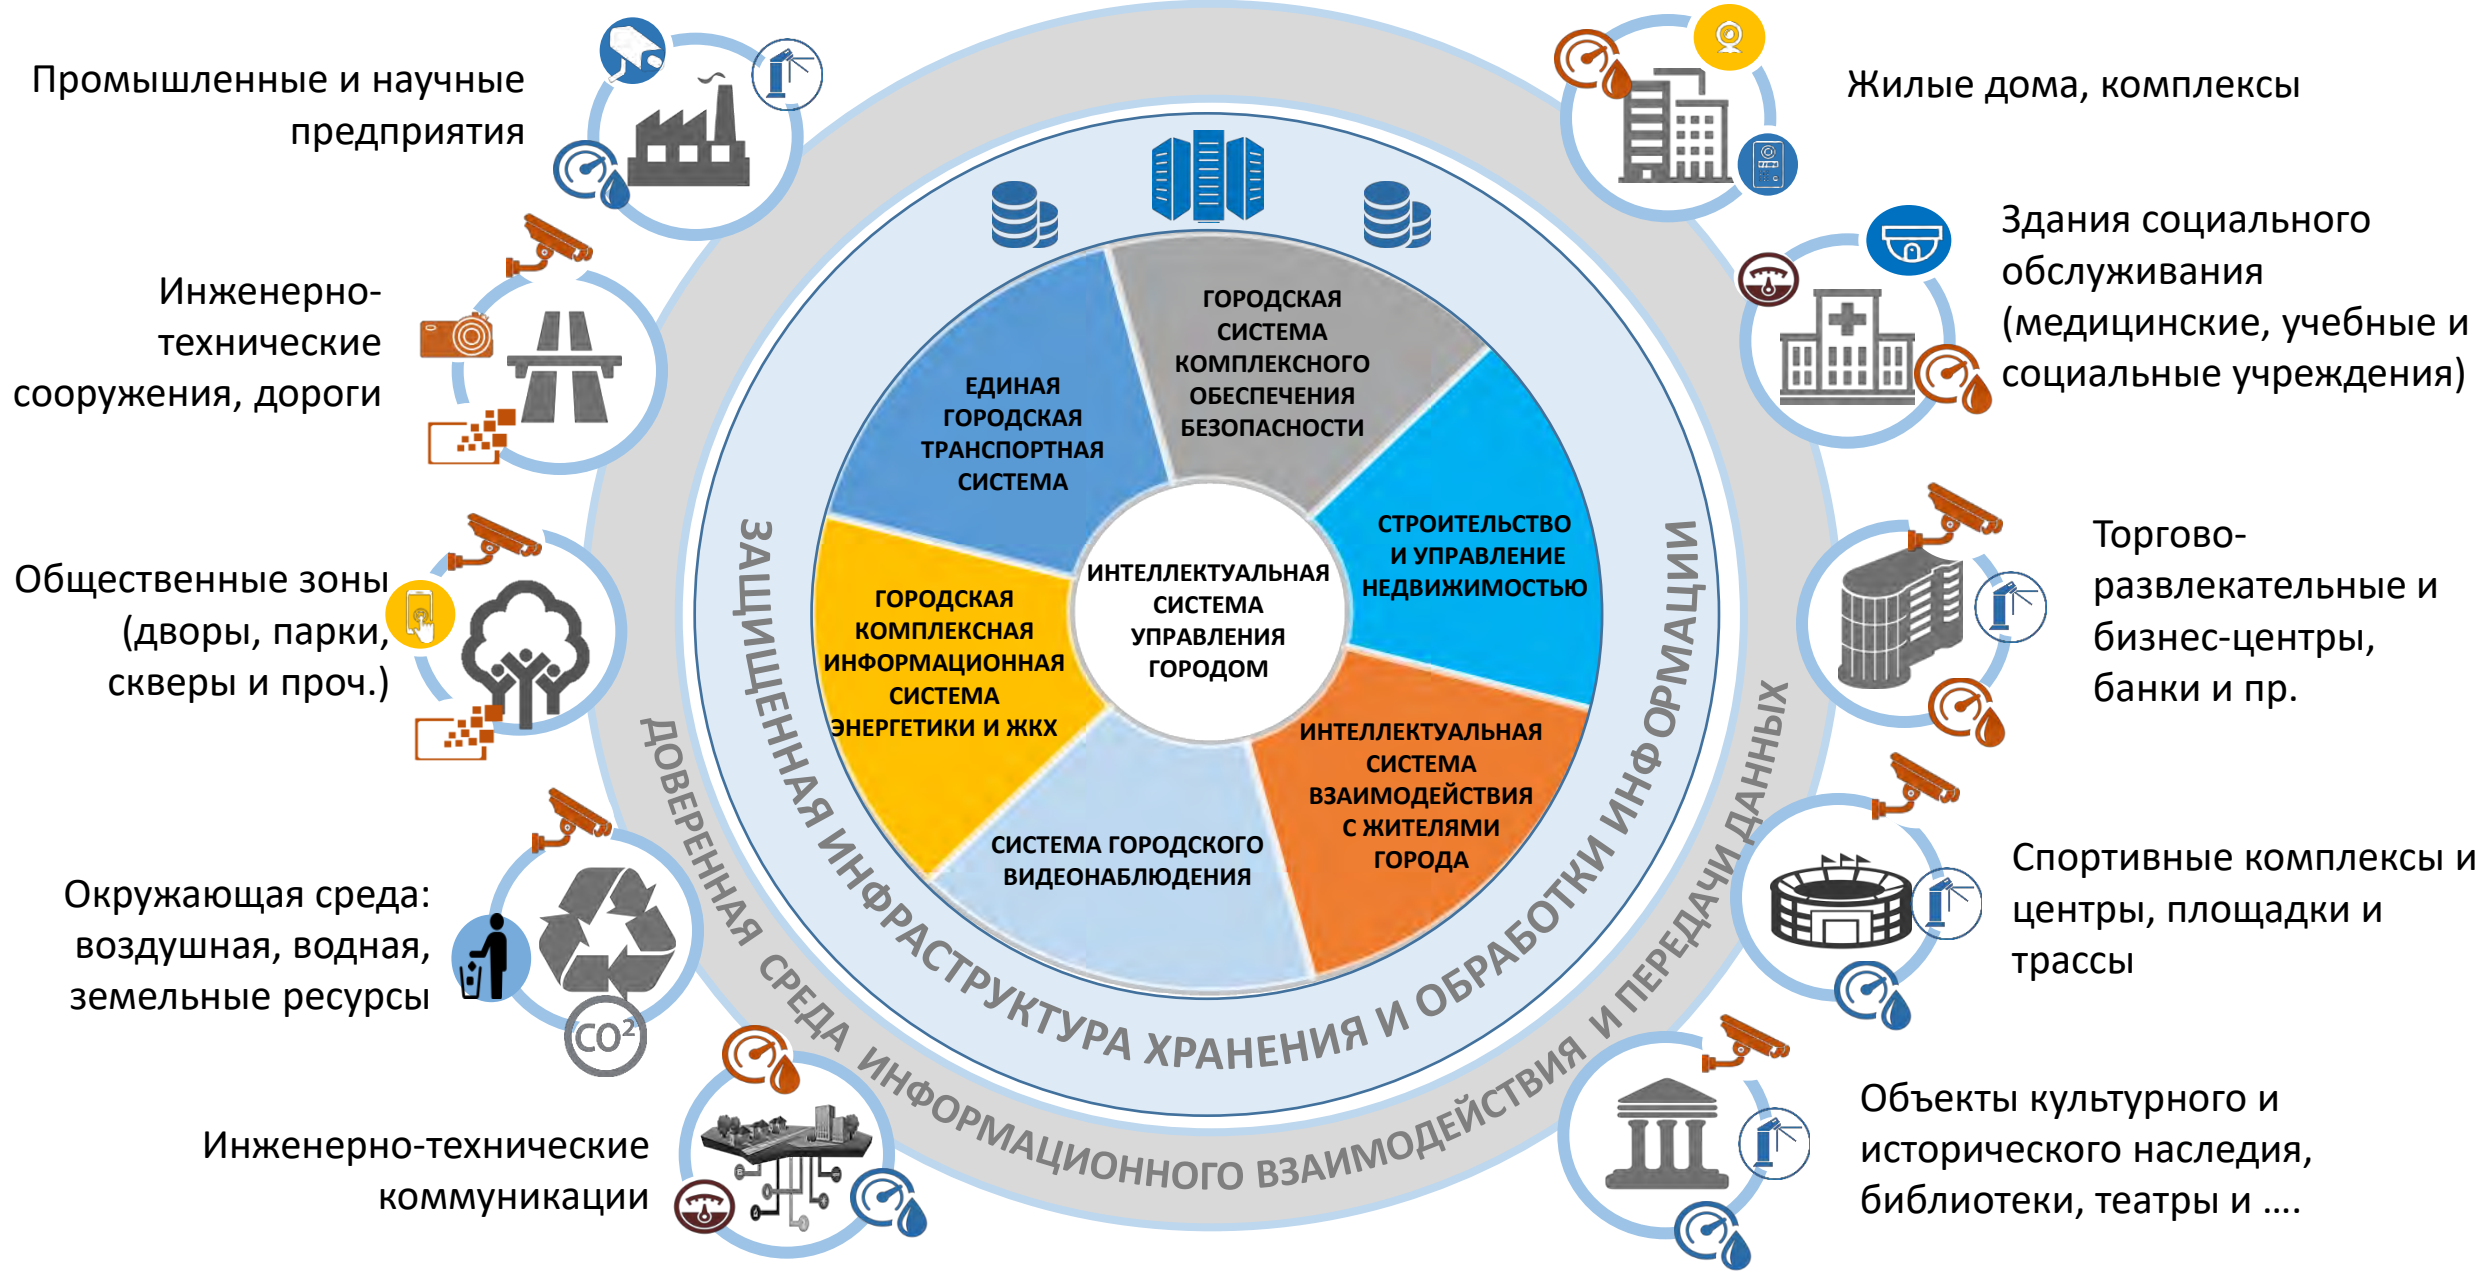 Промышленные и научные
предприятия
Инженерно-
технические
сооружения, дороги
Общественные зоны
(дворы, парки,
скверы и проч.)
Окружающая среда:
воздушная, водная,
земельные ресурсы
CO²
Инженерно-технические
коммуникации
ГОРОДСКАЯ
СИСТЕМА
КОМПЛЕКСНОГО
ОБЕСПЕЧЕНИЯ
БЕЗОПАСНОСТИ
ЕДИНАЯ
ГОРОДСКАЯ
ТРАНСПОРТНАЯ
СИСТЕМА
СТРОИТЕЛЬСТВО
И УПРАВЛЕНИЕ
НЕДВИЖИМОСТЬЮ
ИНТЕЛЛЕКТУАЛЬНАЯ
СИСТЕМА
УПРАВЛЕНИЯ
ГОРОДОМ
ГОРОДСКАЯ
КОМПЛЕКСНАЯ
ИНФОРМАЦИОННАЯ
СИСТЕМА
ЭНЕРГЕТИКИ И ЖКХ
ИНТЕЛЛЕКТУАЛЬНАЯ
СИСТЕМА
ВЗАИМОДЕЙСТВИЯ
С ЖИТЕЛЯМИ
ГОРОДА
СИСТЕМА ГОРОДСКОГО
ВИДЕОНАБЛЮДЕНИЯ
ЗАЩИЩЕННАЯ ИНФРАСТРУКТУРА ХРАНЕНИЯ И ОБРАБОТКИ ИНФОРМАЦИИ
ДОВЕРЕННАЯ СРЕДА ИНФОРМАЦИОННОГО ВЗАИМОДЕЙСТВИЯ И ПЕРЕДАЧИ ДАННЫХ
Жилые дома, комплексы
Здания социального
обслуживания
(медицинские, учебные и
социальные учреждения)
Торгово-
развлекательные и
бизнес-центры,
банки и пр.
Спортивные комплексы и
центры, площадки и
трассы
Объекты культурного и
исторического наследия,
библиотеки, театры и ....